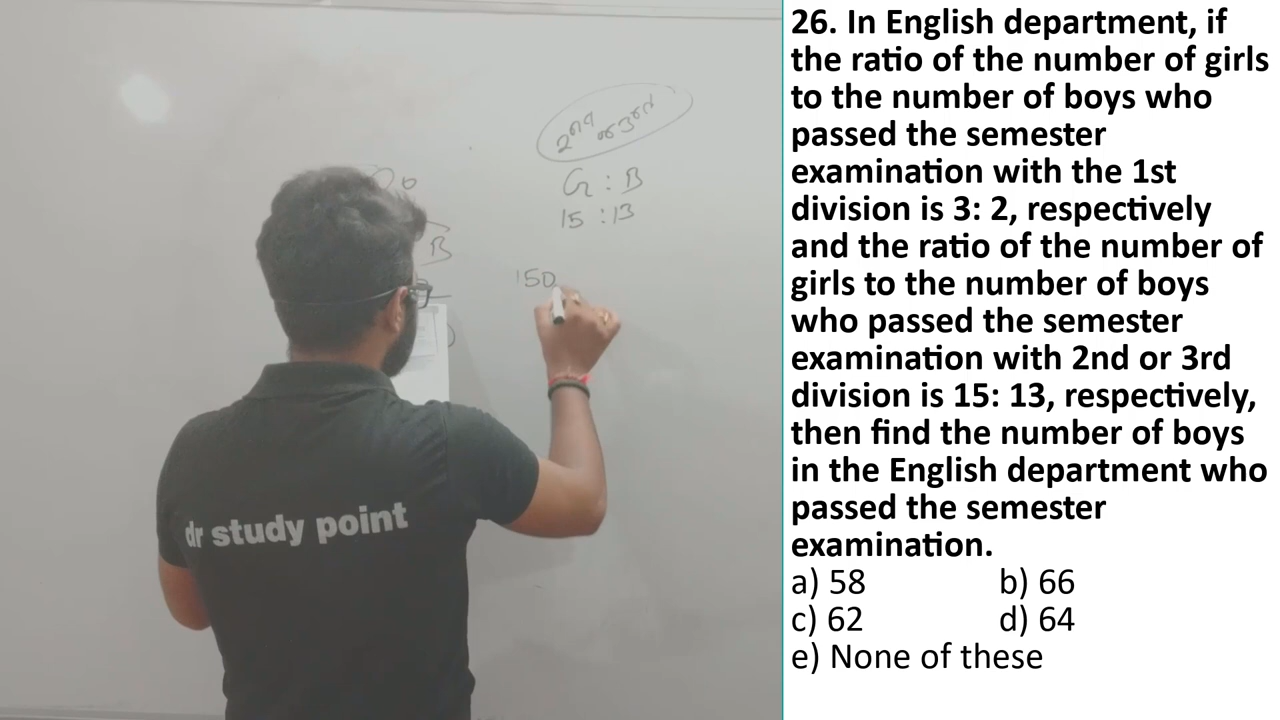 2nd or 3rd
G : B
15 : 13
B
150
dr study point
26. In English department, if
the ratio of the number of girls
to the number of boys who
passed the semester
examination with the 1st
division is 3: 2, respectively
and the ratio of the number of
girls to the number of boys
who passed the semester
examination with 2nd or 3rd
division is 15: 13, respectively,
then find the number of boys
in the English department who
passed the semester
examination.
a) 58 b) 66
c) 62 d) 64
e) None of these